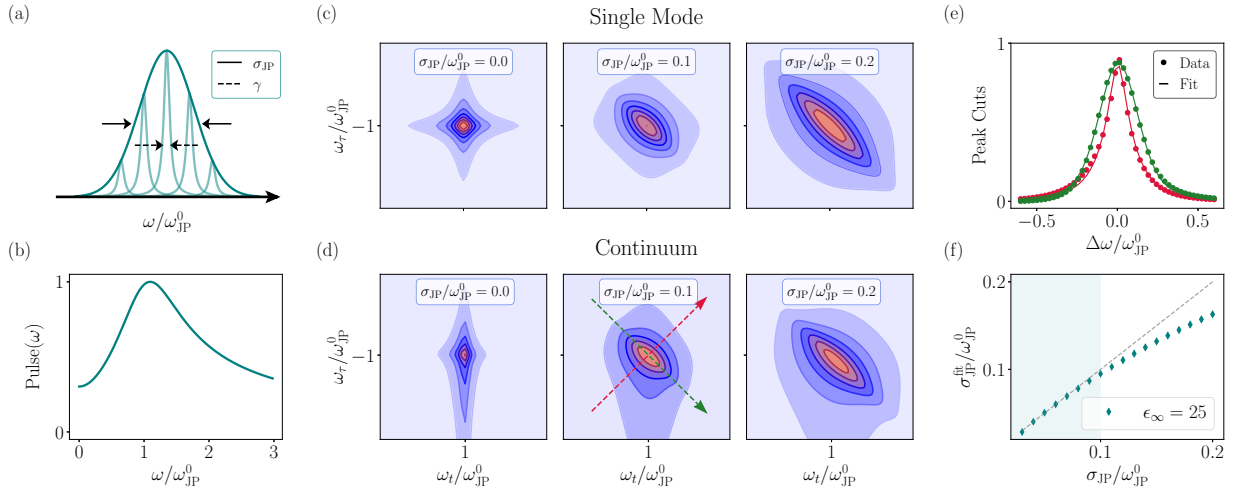 (a)
σ_JP
γ
ω/ω⁰_JP
(b)
Pulse(ω)
1
0
0
1
2
3
ω/ω⁰_JP
(c)
Single Mode
σ_JP/ω⁰_JP = 0.0
σ_JP/ω⁰_JP = 0.1
σ_JP/ω⁰_JP = 0.2
ω_τ/ω⁰_JP
−1
1
1
1
(d)
Continuum
σ_JP/ω⁰_JP = 0.0
σ_JP/ω⁰_JP = 0.1
σ_JP/ω⁰_JP = 0.2
ω_τ/ω⁰_JP
−1
1
1
1
ω_t/ω⁰_JP
ω_t/ω⁰_JP
ω_t/ω⁰_JP
(e)
Peak Cuts
1
0
Data
Fit
−0.5
0.0
0.5
Δω/ω⁰_JP
(f)
σ^fit_JP/ω⁰_JP
0.2
0.1
ϵ_∞ = 25
0.1
0.2
σ_JP/ω⁰_JP